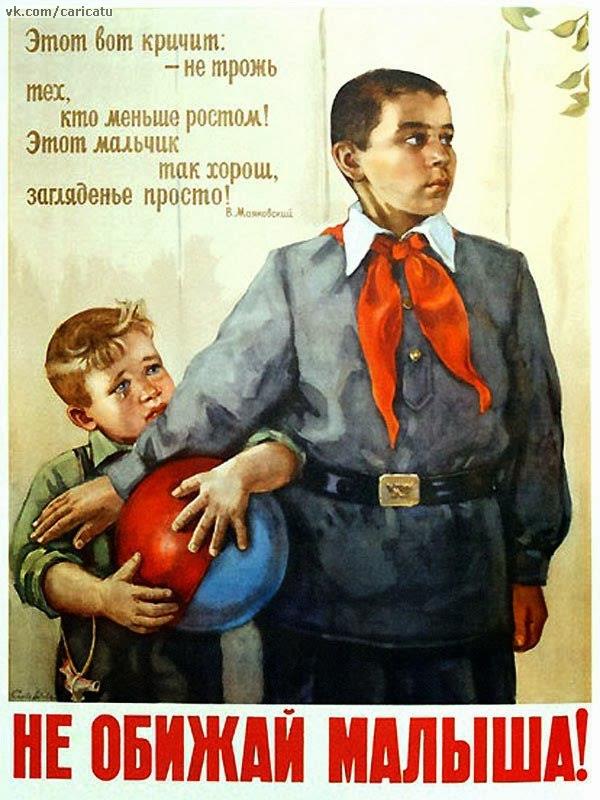 vk.com/caricatu
Этот вот кричит:
– не трожь
тех,
кто меньше ростом!
Этот мальчик
так хорош,
загляденье просто!
В. Маяковский
НЕ ОБИЖАЙ МАЛЫША!